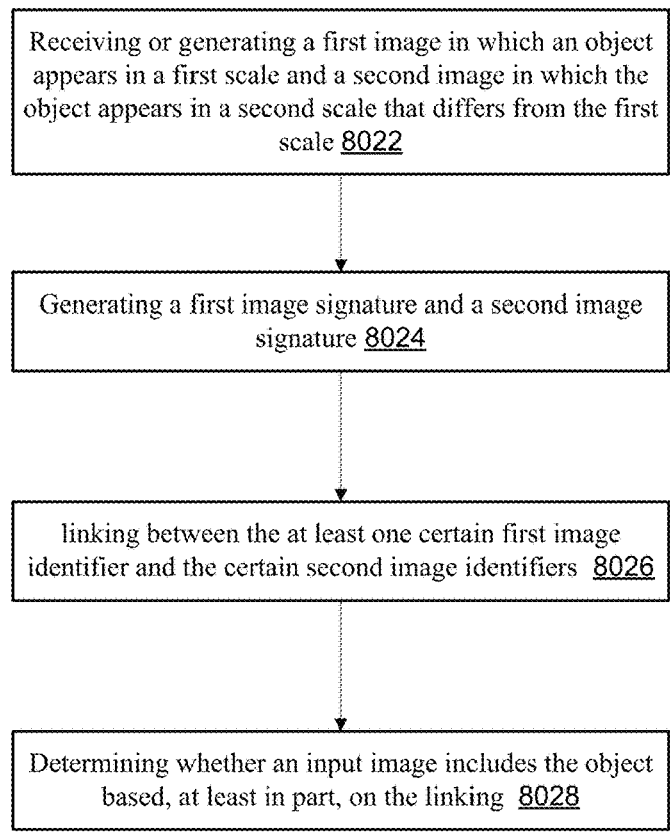 Receiving or generating a first image in which an object
appears in a first scale and a second image in which the
object appears in a second scale that differs from the first
scale 8022
Generating a first image signature and a second image
signature 8024
linking between the at least one certain first image
identifier and the certain second image identifiers 8026
Determining whether an input image includes the object
based, at least in part, on the linking 8028